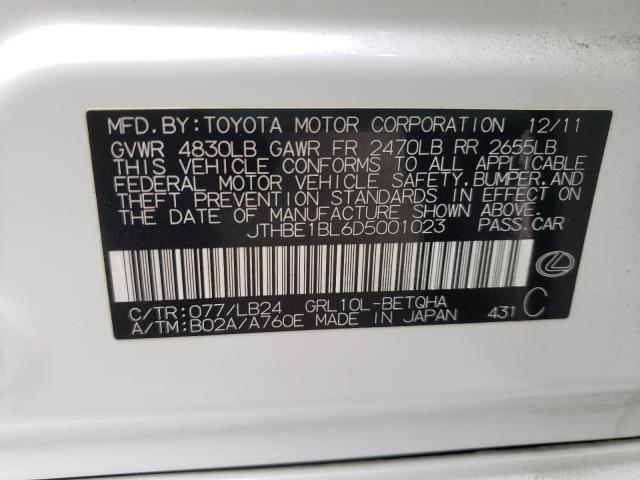 MFD.BY:TOYOTA MOTOR CORPORATION 12/11
GVWR 4830LB GAWR FR 2470LB RR 2655LB
THIS VEHICLE CONFORMS TO ALL APPLICABLE
FEDERAL MOTOR VEHICLE SAFETY,BUMPER,AND
THEFT PREVENTION STANDARDS IN EFFECT ON
THE DATE OF MANUFACTURE SHOWN ABOVE.
JTHBE1BL6D5001023 PASS.CAR
C/TR:077/LB24 GRL10L-BETQHA
A/TM:B02A/A760E MADE IN JAPAN 431 C